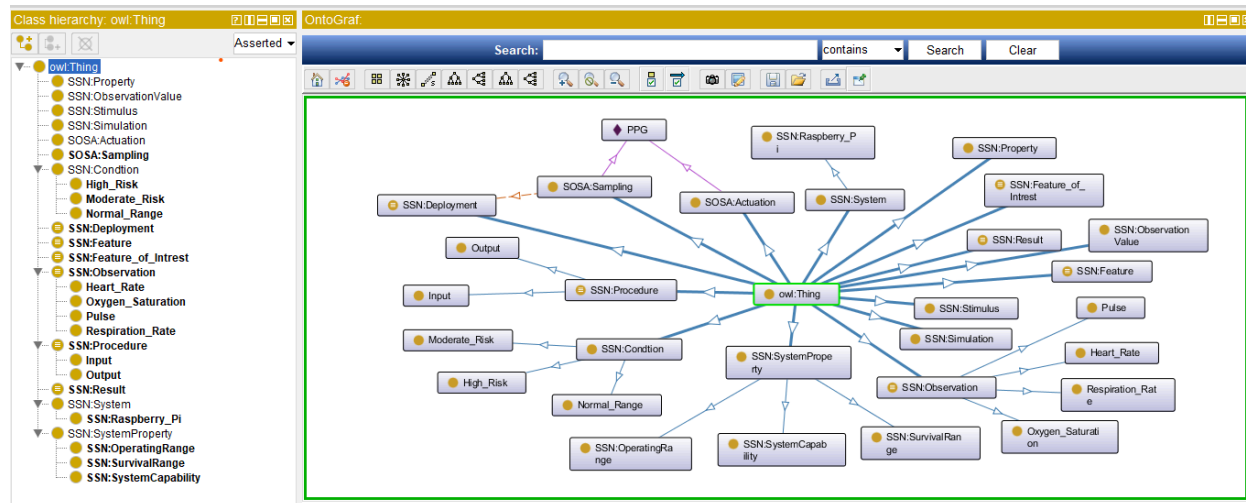 Class hierarchy: owl:Thing
Asserted
owl:Thing
SSN:Property
SSN:ObservationValue
SSN:Stimulus
SSN:Simulation
SOSA:Actuation
SOSA:Sampling
SSN:Condtion
High_Risk
Moderate_Risk
Normal_Range
SSN:Deployment
SSN:Feature
SSN:Feature_of_Intrest
SSN:Observation
Heart_Rate
Oxygen_Saturation
Pulse
Respiration_Rate
SSN:Procedure
Input
Output
SSN:Result
SSN:System
SSN:Raspberry_Pi
SSN:SystemProperty
SSN:OperatingRange
SSN:SurvivalRange
SSN:SystemCapability
OntoGraf:
Search: contains Search Clear
PPG
SSN:Raspberry_P
i
SSN:Property
SOSA:Sampling
SSN:Feature_of_
Intrest
SSN:Deployment
SOSA:Actuation
SSN:System
Output
SSN:Result
SSN:Observation
Value
SSN:Feature
Input
SSN:Procedure
owl:Thing
SSN:Stimulus
Pulse
Moderate_Risk
SSN:Condtion
SSN:Simulation
SSN:SystemPrope
rty
Heart_Rate
High_Risk
SSN:Observation
Respiration_Rat
e
Normal_Range
SSN:OperatingRa
nge
SSN:SystemCapab
ility
SSN:SurvivalRan
ge
Oxygen_Saturati
on